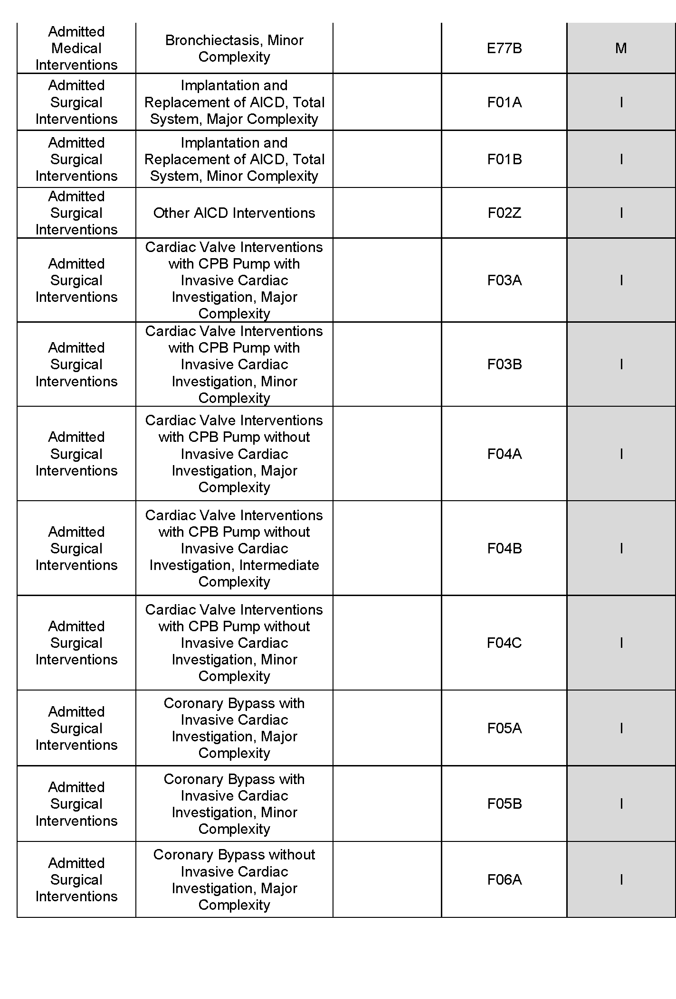 Admitted
Medical
Interventions
Bronchiectasis, Minor
Complexity
E77B
M
Admitted
Surgical
Interventions
Implantation and
Replacement of AICD, Total
System, Major Complexity
F01A
I
Admitted
Surgical
Interventions
Implantation and
Replacement of AICD, Total
System, Minor Complexity
F01B
I
Admitted
Surgical
Interventions
Other AICD Interventions
F02Z
I
Admitted
Surgical
Interventions
Cardiac Valve Interventions
with CPB Pump with
Invasive Cardiac
Investigation, Major
Complexity
F03A
I
Admitted
Surgical
Interventions
Cardiac Valve Interventions
with CPB Pump with
Invasive Cardiac
Investigation, Minor
Complexity
F03B
I
Admitted
Surgical
Interventions
Cardiac Valve Interventions
with CPB Pump without
Invasive Cardiac
Investigation, Major
Complexity
F04A
I
Admitted
Surgical
Interventions
Cardiac Valve Interventions
with CPB Pump without
Invasive Cardiac
Investigation, Intermediate
Complexity
F04B
I
Admitted
Surgical
Interventions
Cardiac Valve Interventions
with CPB Pump without
Invasive Cardiac
Investigation, Minor
Complexity
F04C
I
Admitted
Surgical
Interventions
Coronary Bypass with
Invasive Cardiac
Investigation, Major
Complexity
F05A
I
Admitted
Surgical
Interventions
Coronary Bypass with
Invasive Cardiac
Investigation, Minor
Complexity
F05B
I
Admitted
Surgical
Interventions
Coronary Bypass without
Invasive Cardiac
Investigation, Major
Complexity
F06A
I